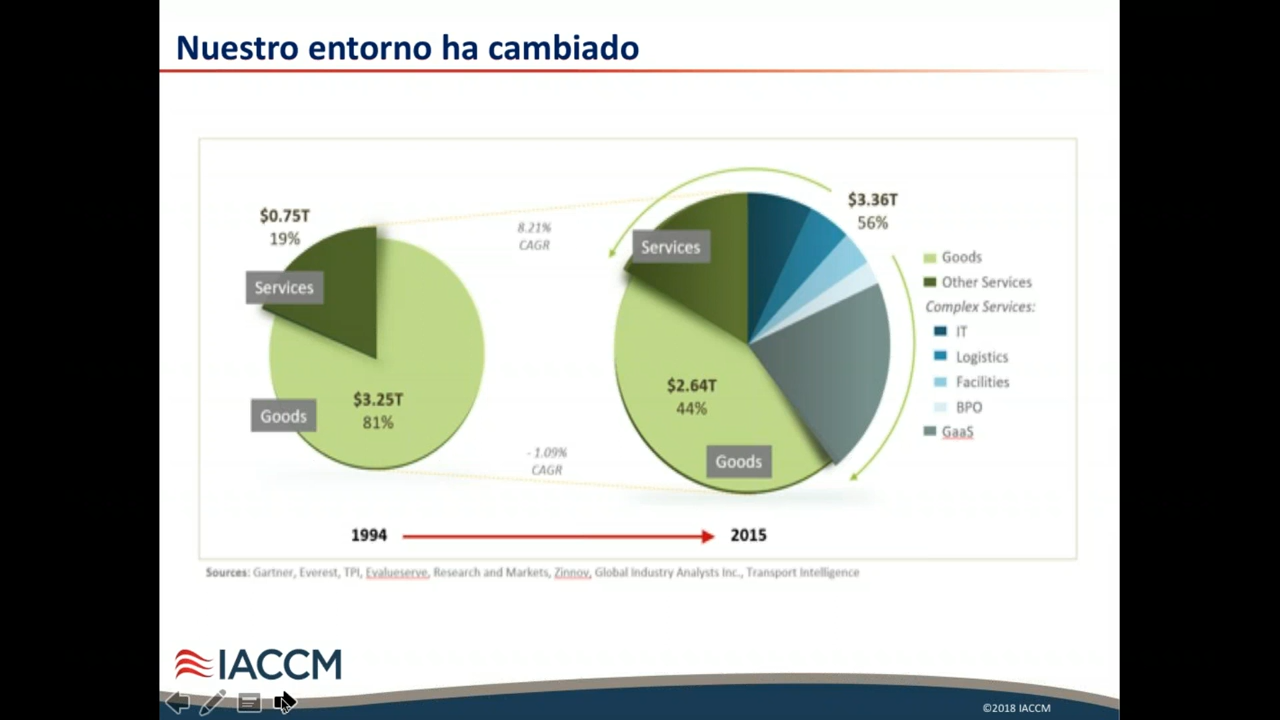 Nuestro entorno ha cambiado
$0.75T
19%
Services
Goods
$3.25T
81%
8.21%
CAGR
- 1.09%
CAGR
Services
$3.36T
56%
$2.64T
44%
Goods
Goods
Other Services
Complex Services:
IT
Logistics
Facilities
BPO
GaaS
1994
2015
Sources: Gartner, Everest, TPI, Evalueserve, Research and Markets, Zinnov, Global Industry Analysts Inc., Transport Intelligence
IACCM
©2018 IACCM